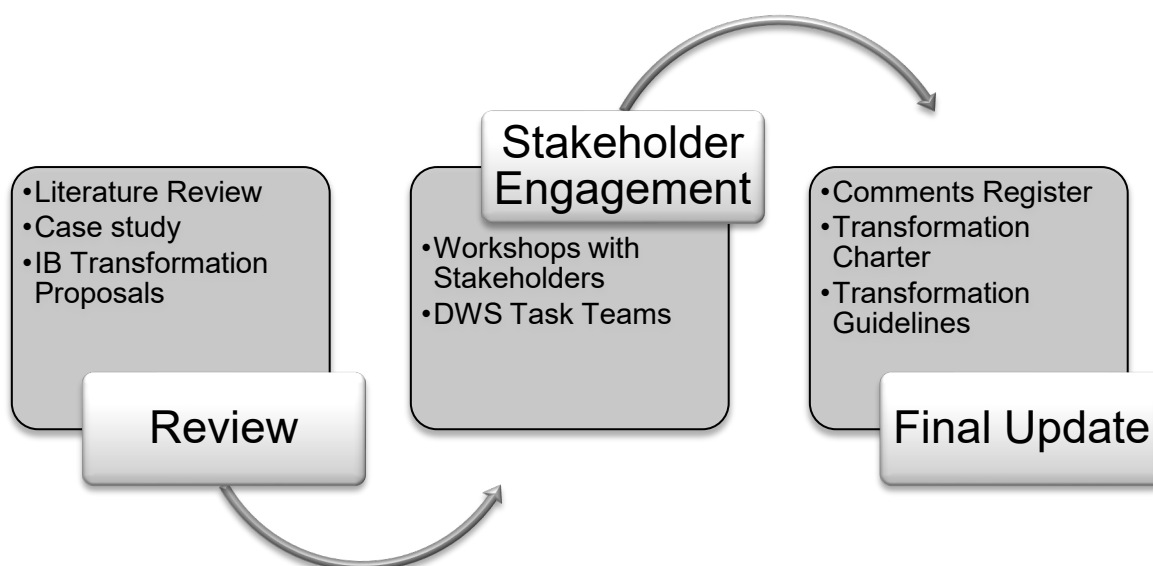 •Literature Review
•Case study
•IB Transformation
Proposals
Review
Stakeholder
Engagement
•Workshops with
Stakeholders
•DWS Task Teams
•Comments Register
•Transformation
Charter
•Transformation
Guidelines
Final Update